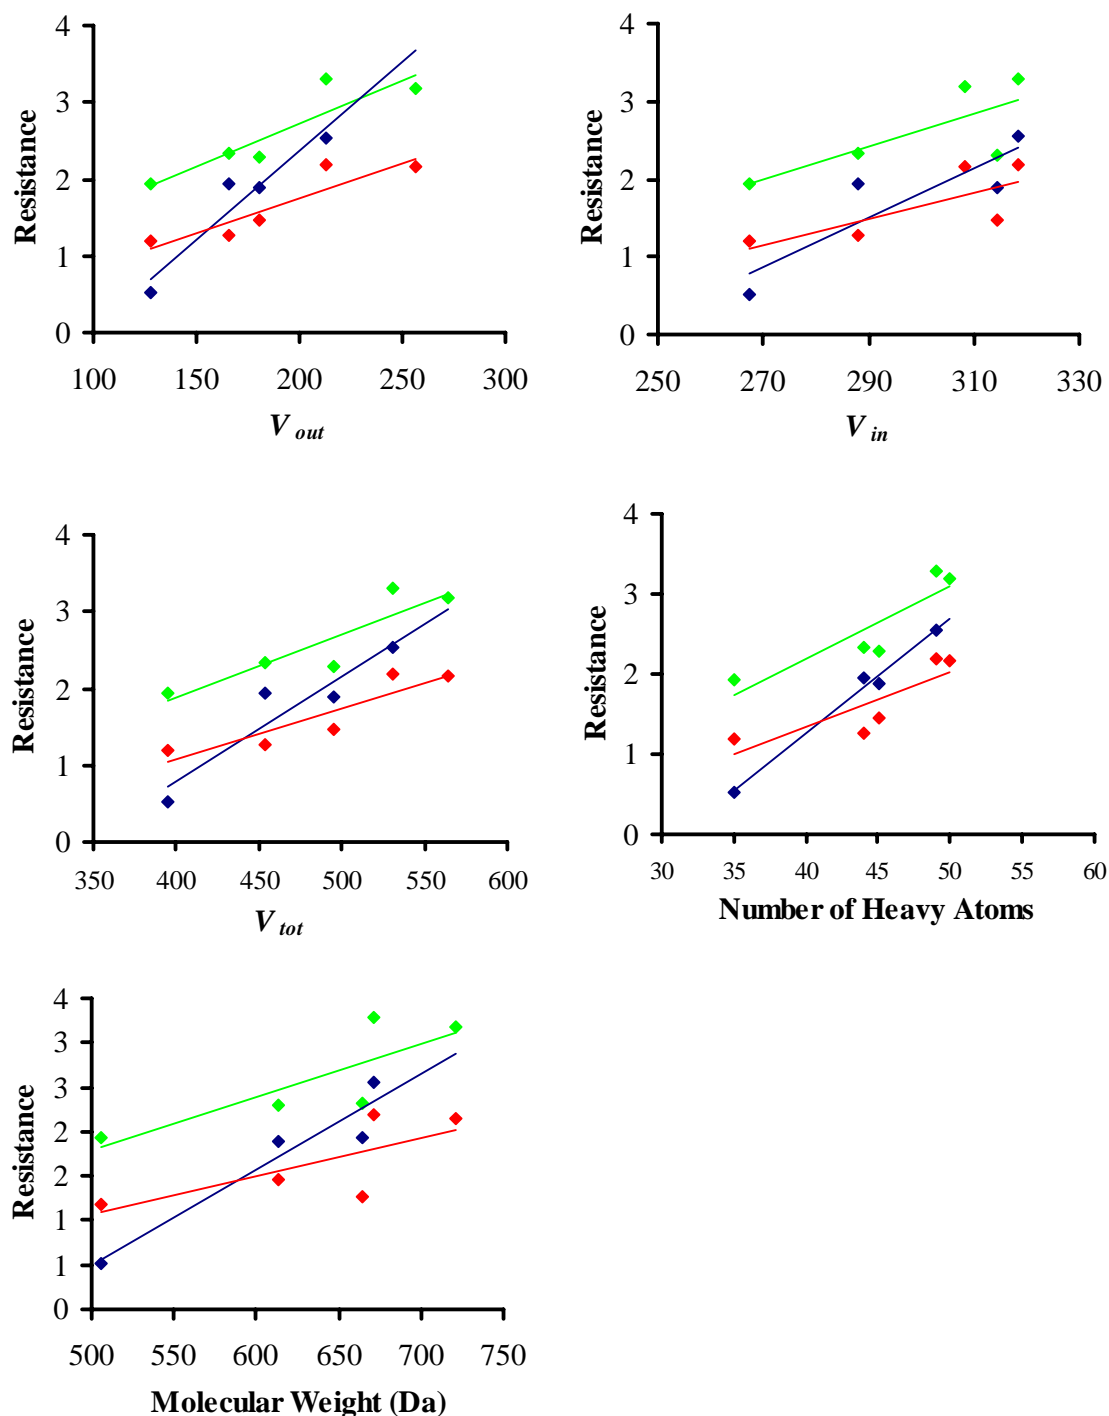 4
3
2
1
0
Resistance
100 150 200 250 300
V out
4
3
2
1
0
Resistance
250 270 290 310 330
V in
4
3
2
1
0
Resistance
350 400 450 500 550 600
V tot
4
3
2
1
0
Resistance
30 35 40 45 50 55 60
Number of Heavy Atoms
4
3
3
2
2
1
1
0
Resistance
500 550 600 650 700 750
Molecular Weight (Da)